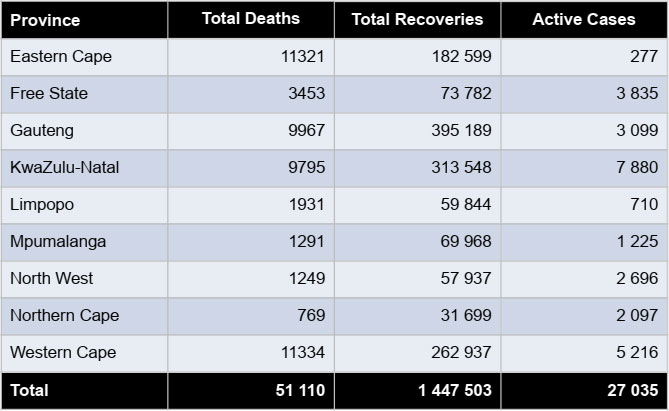 Province Total Deaths Total Recoveries Active Cases
Eastern Cape 11321 182 599 277
Free State 3453 73 782 3 835
Gauteng 9967 395 189 3 099
KwaZulu-Natal 9795 313 548 7 880
Limpopo 1931 59 844 710
Mpumalanga 1291 69 968 1 225
North West 1249 57 937 2 696
Northern Cape 769 31 699 2 097
Western Cape 11334 262 937 5 216
Total 51 110 1 447 503 27 035